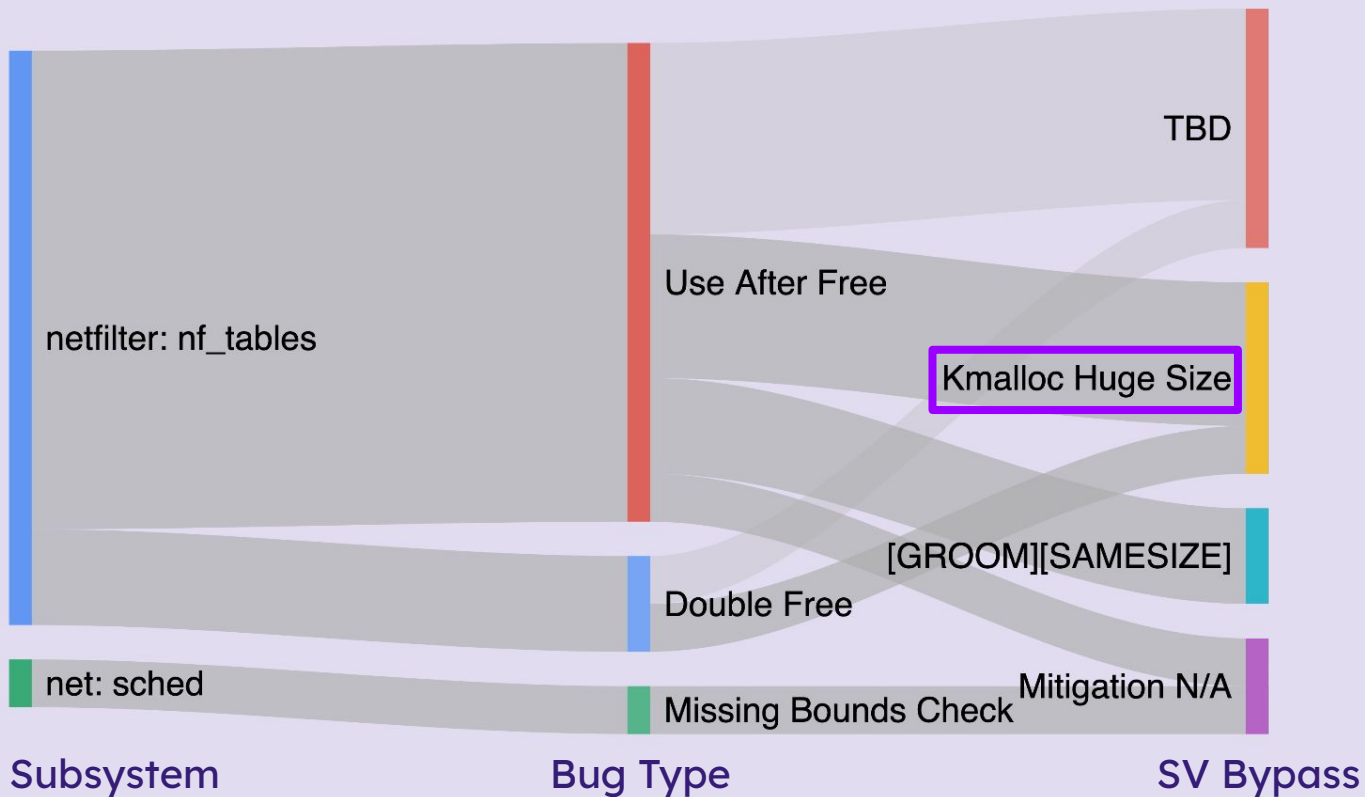 TBD
Use After Free
netfilter: nf_tables
Kmalloc Huge Size
[GROOM][SAMESIZE]
Double Free
net: sched
Mitigation N/A
Missing Bounds Check
Subsystem
Bug Type
SV Bypass